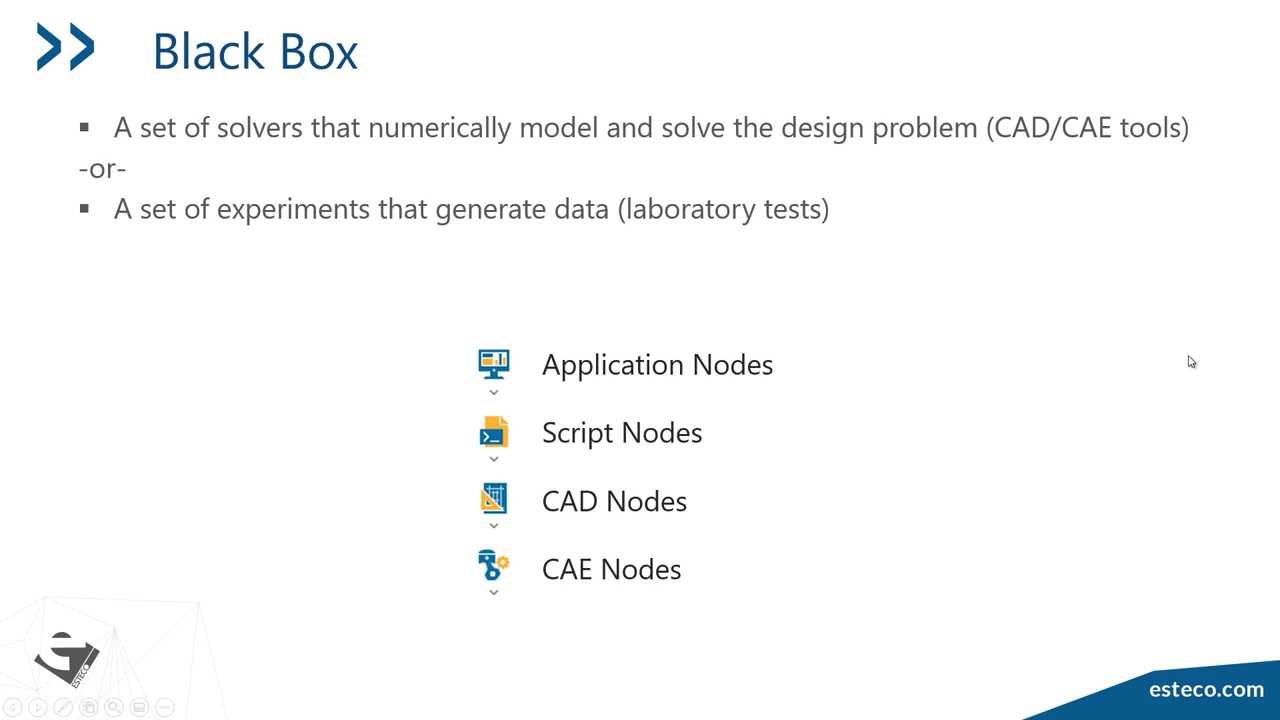 Black Box
▪ A set of solvers that numerically model and solve the design problem (CAD/CAE tools)
-or-
▪ A set of experiments that generate data (laboratory tests)
Application Nodes
Script Nodes
CAD Nodes
CAE Nodes
ESTECO
esteco.com